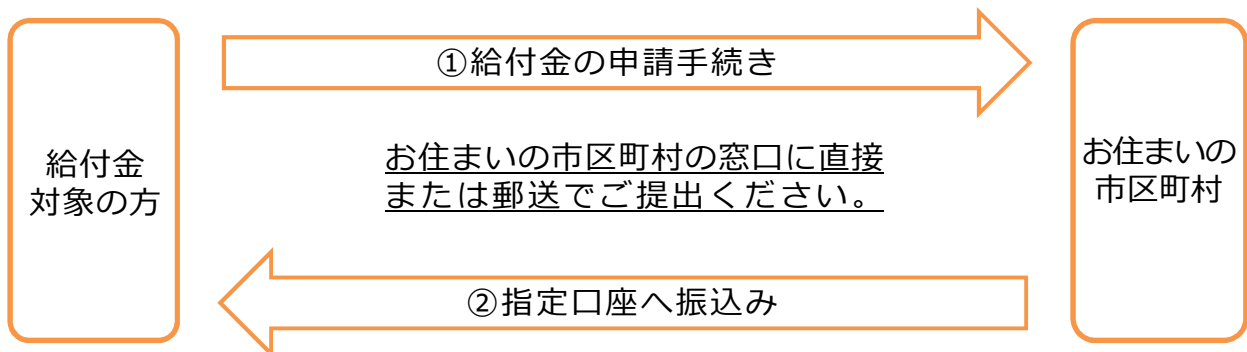 ①給付金の申請手続き
給付金
対象の方
お住まいの市区町村の窓口に直接
または郵送でご提出ください。
お住まいの
市区町村
②指定口座へ振込み